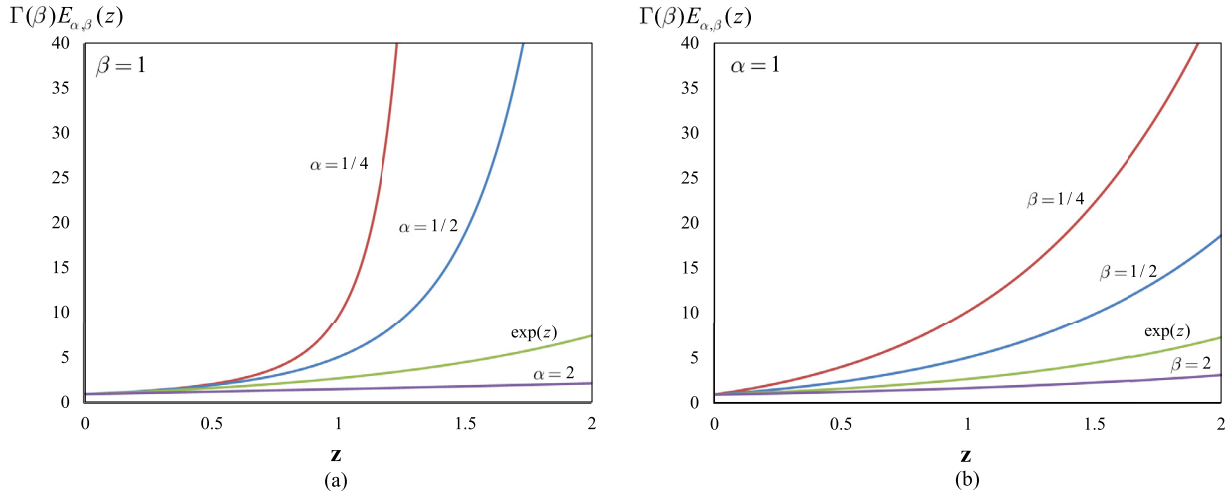 Γ(β)E_{α,β}(z)
β = 1
40
35
30
25
20
15
10
5
0
α = 1/4
α = 1/2
exp(z)
α = 2
0 0.5 1 1.5 2
z
(a)
Γ(β)E_{α,β}(z)
α = 1
40
35
30
25
20
15
10
5
0
β = 1/4
β = 1/2
exp(z)
β = 2
0 0.5 1 1.5 2
z
(b)